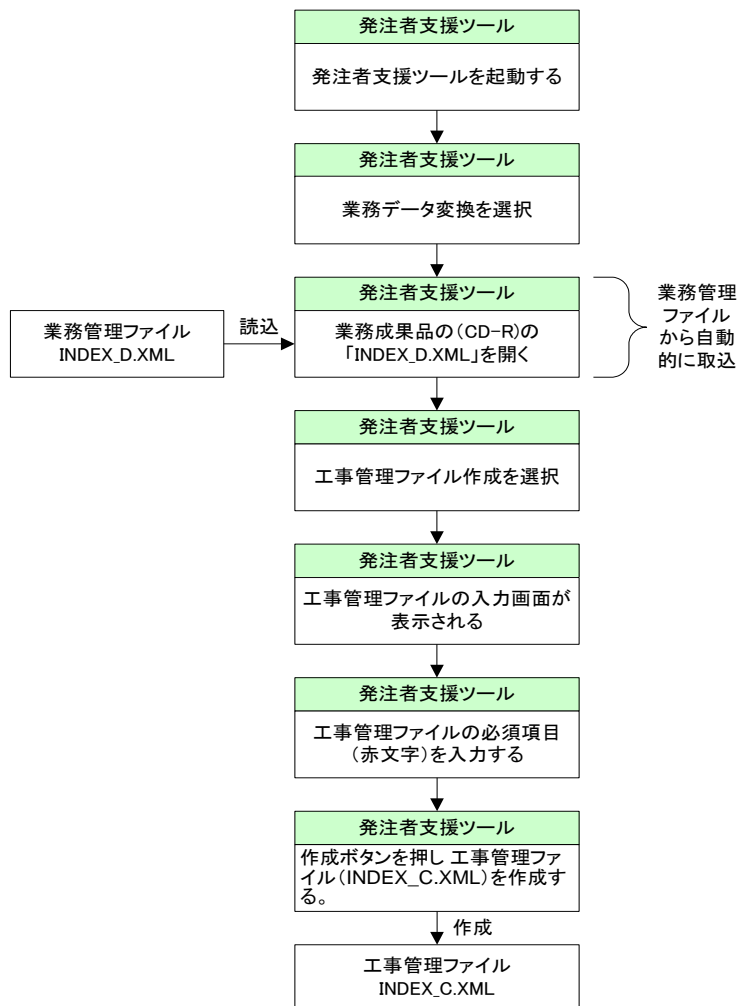 発注者支援ツール
発注者支援ツールを起動する
発注者支援ツール
業務データ変換を選択
発注者支援ツール
業務成果品の(CD-R)の
「INDEX_D.XML」を開く
業務管理ファイル
INDEX_D.XML
読込
業務管理
ファイル
から自動
的に取込
発注者支援ツール
工事管理ファイル作成を選択
発注者支援ツール
工事管理ファイルの入力画面が
表示される
発注者支援ツール
工事管理ファイルの必須項目
(赤文字)を入力する
発注者支援ツール
作成ボタンを押し 工事管理ファ
イル(INDEX_C.XML)を作成す
る。
作成
工事管理ファイル
INDEX_C.XML